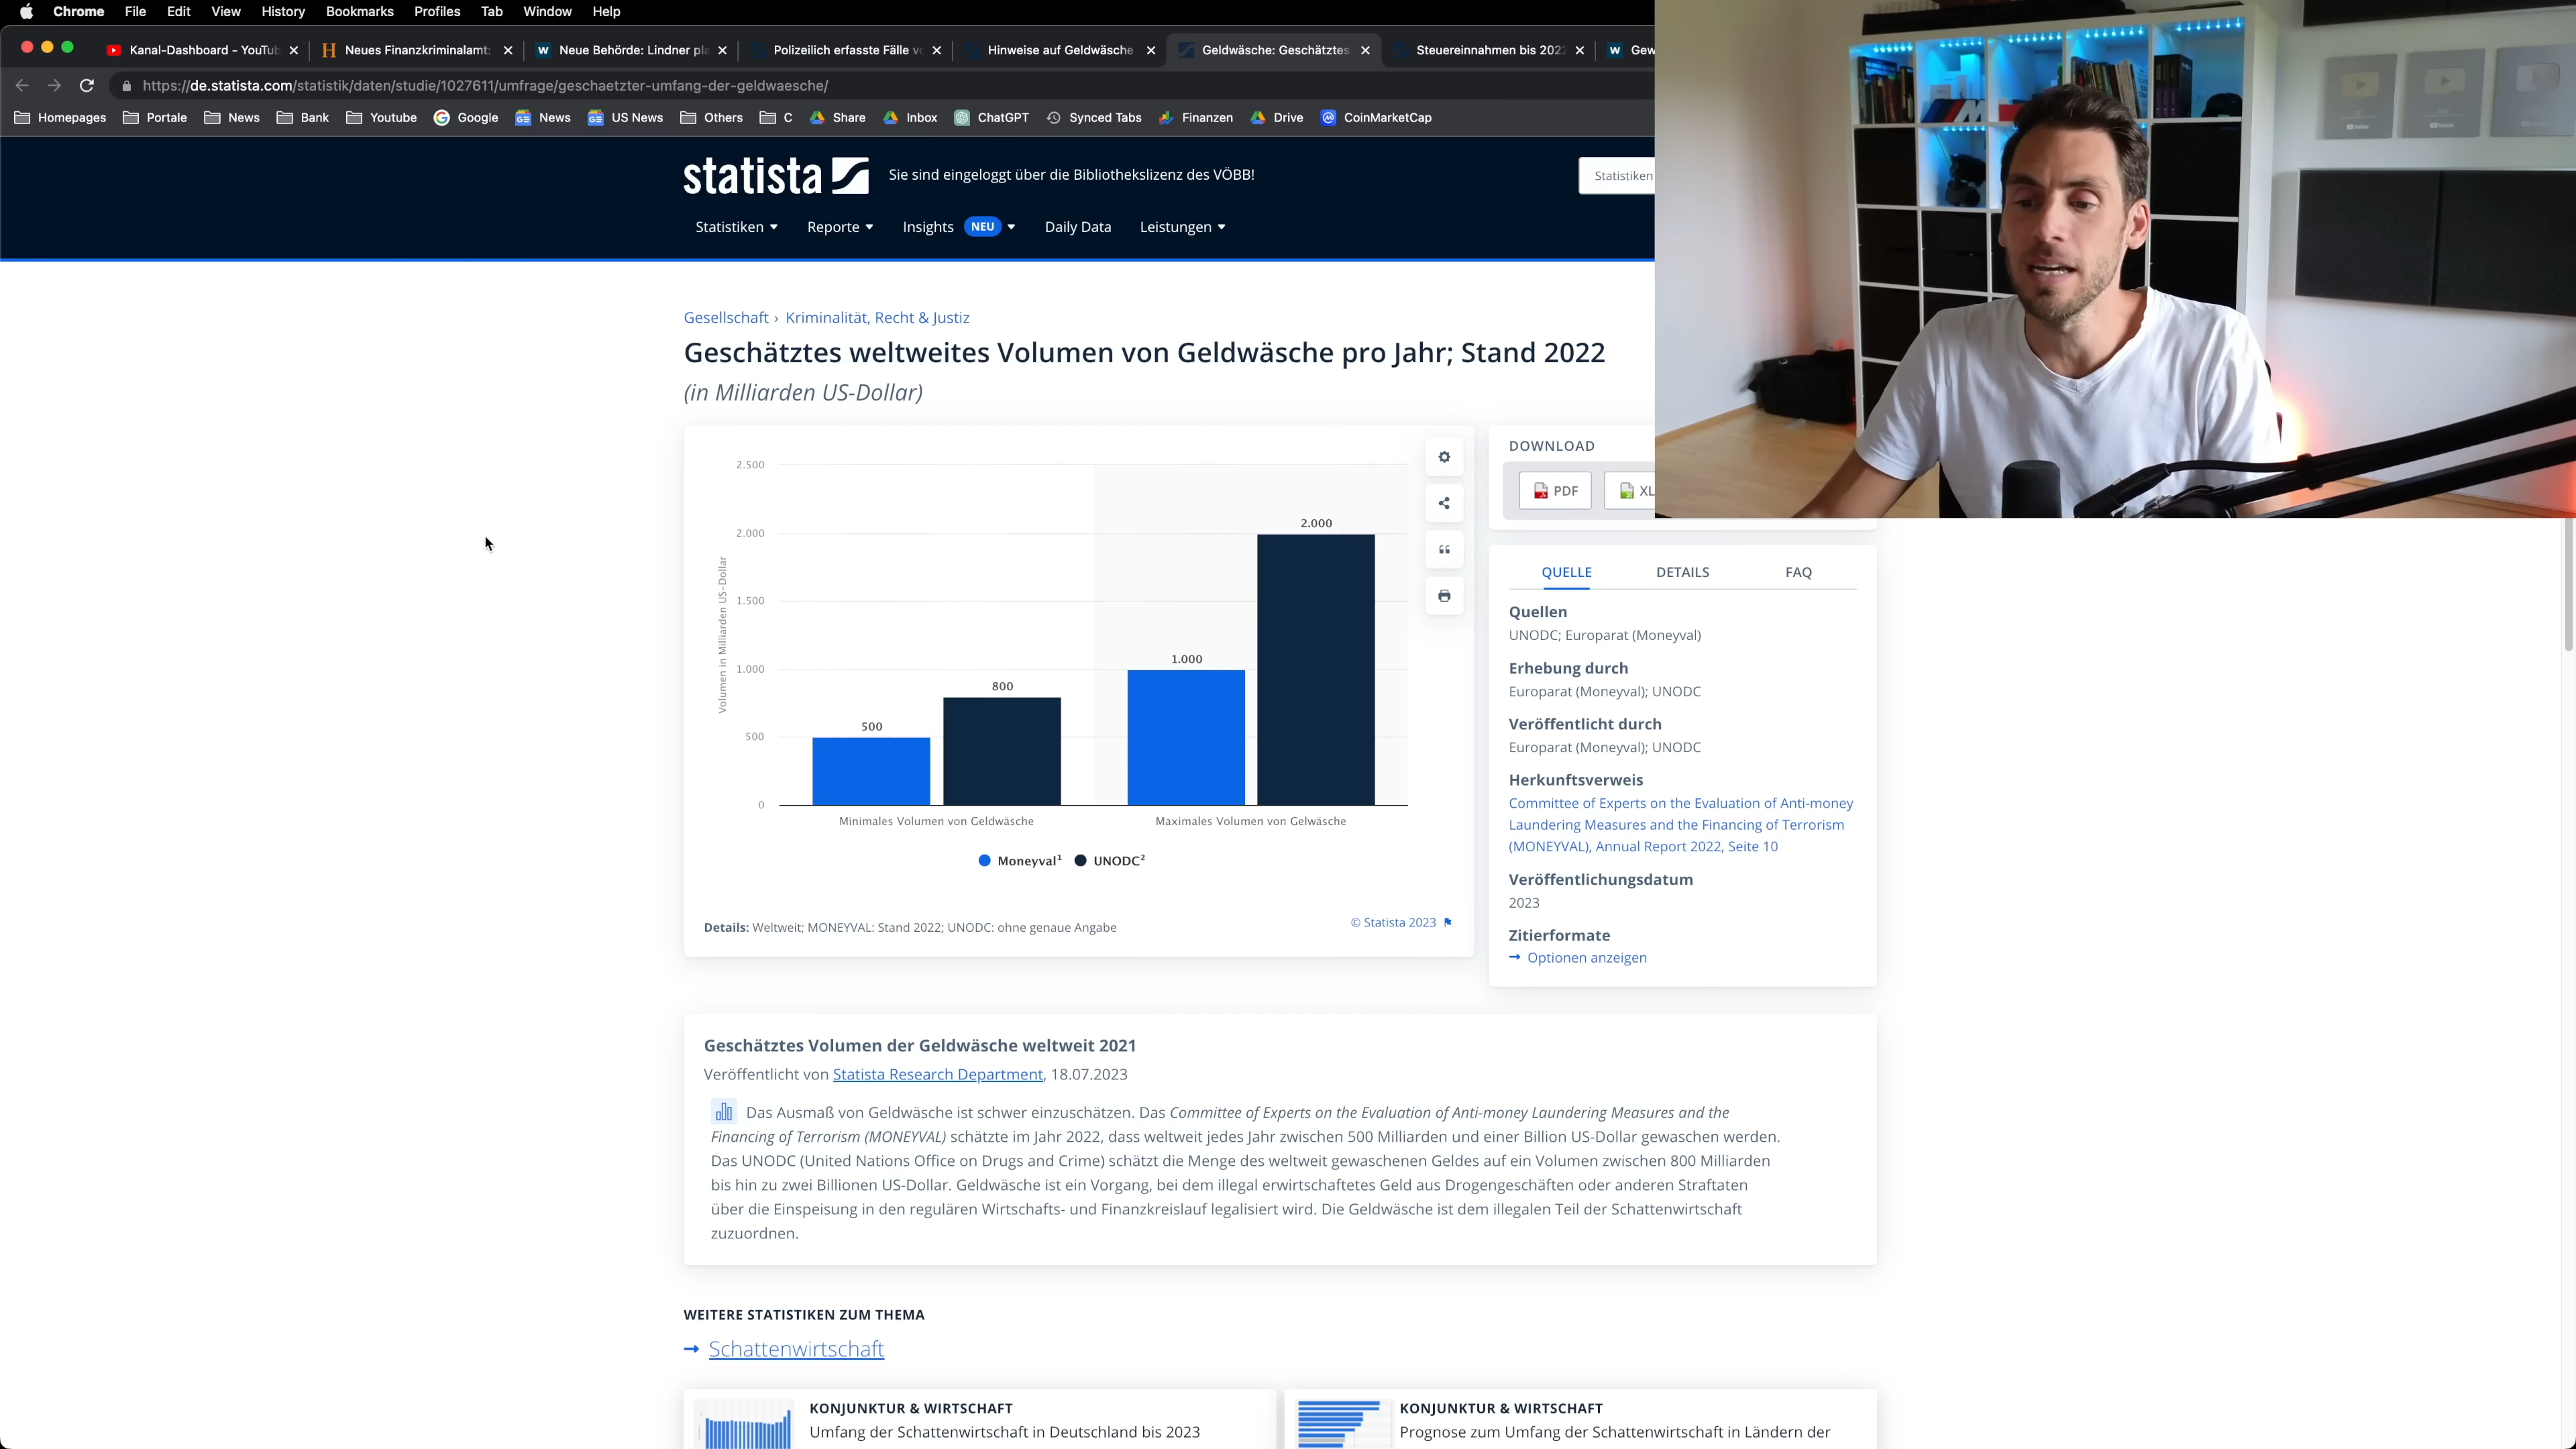 Chrome File Edit View History Bookmarks Profiles Tab Window Help
Kanal-Dashboard - YouTub
Neues Finanzkriminalamt:
Neue Behörde: Lindner pla
Polizeilich erfasste Fälle vo
Hinweise auf Geldwäsche
Geldwäsche: Geschätztes
Steuereinnahmen bis 202
Gew
https://de.statista.com/statistik/daten/studie/1027611/umfrage/geschaetzter-umfang-der-geldwaesche/
Homepages Portale News Bank Youtube Google News US News Others C Share Inbox ChatGPT Synced Tabs Finanzen Drive CoinMarketCap
statista
Sie sind eingeloggt über die Bibliothekslizenz des VÖBB!
Statistiken
Statistiken Reporte Insights NEU Daily Data Leistungen
Gesellschaft › Kriminalität, Recht & Justiz
Geschätztes weltweites Volumen von Geldwäsche pro Jahr; Stand 2022
(in Milliarden US-Dollar)
Volumen in Milliarden US-Dollar
2.500
2.000
1.500
1.000
500
0
500
800
1.000
2.000
Minimales Volumen von Geldwäsche
Maximales Volumen von Gelwäsche
Moneyval¹ UNODC²
Details: Weltweit; MONEYVAL: Stand 2022; UNODC: ohne genaue Angabe
© Statista 2023
DOWNLOAD
PDF XL
QUELLE DETAILS FAQ
Quellen
UNODC; Europarat (Moneyval)
Erhebung durch
Europarat (Moneyval); UNODC
Veröffentlicht durch
Europarat (Moneyval); UNODC
Herkunftsverweis
Committee of Experts on the Evaluation of Anti-money
Laundering Measures and the Financing of Terrorism
(MONEYVAL), Annual Report 2022, Seite 10
Veröffentlichungsdatum
2023
Zitierformate
→ Optionen anzeigen
Geschätztes Volumen der Geldwäsche weltweit 2021
Veröffentlicht von Statista Research Department, 18.07.2023
Das Ausmaß von Geldwäsche ist schwer einzuschätzen. Das Committee of Experts on the Evaluation of Anti-money Laundering Measures and the
Financing of Terrorism (MONEYVAL) schätzte im Jahr 2022, dass weltweit jedes Jahr zwischen 500 Milliarden und einer Billion US-Dollar gewaschen werden.
Das UNODC (United Nations Office on Drugs and Crime) schätzt die Menge des weltweit gewaschenen Geldes auf ein Volumen zwischen 800 Milliarden
bis hin zu zwei Billionen US-Dollar. Geldwäsche ist ein Vorgang, bei dem illegal erwirtschaftetes Geld aus Drogengeschäften oder anderen Straftaten
über die Einspeisung in den regulären Wirtschafts- und Finanzkreislauf legalisiert wird. Die Geldwäsche ist dem illegalen Teil der Schattenwirtschaft
zuzuordnen.
WEITERE STATISTIKEN ZUM THEMA
→ Schattenwirtschaft
KONJUNKTUR & WIRTSCHAFT
Umfang der Schattenwirtschaft in Deutschland bis 2023
KONJUNKTUR & WIRTSCHAFT
Prognose zum Umfang der Schattenwirtschaft in Ländern der